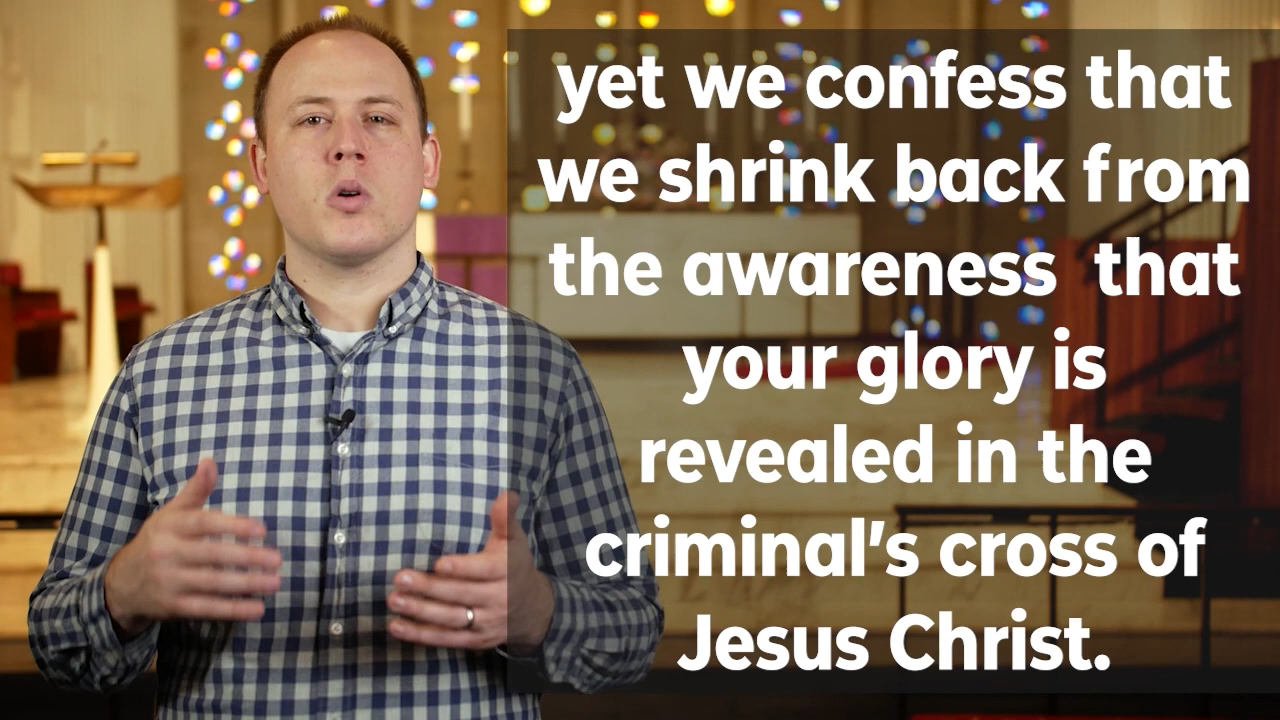 yet we confess that
we shrink back from
the awareness  that
your glory is
revealed in the
criminal's cross of
Jesus Christ.